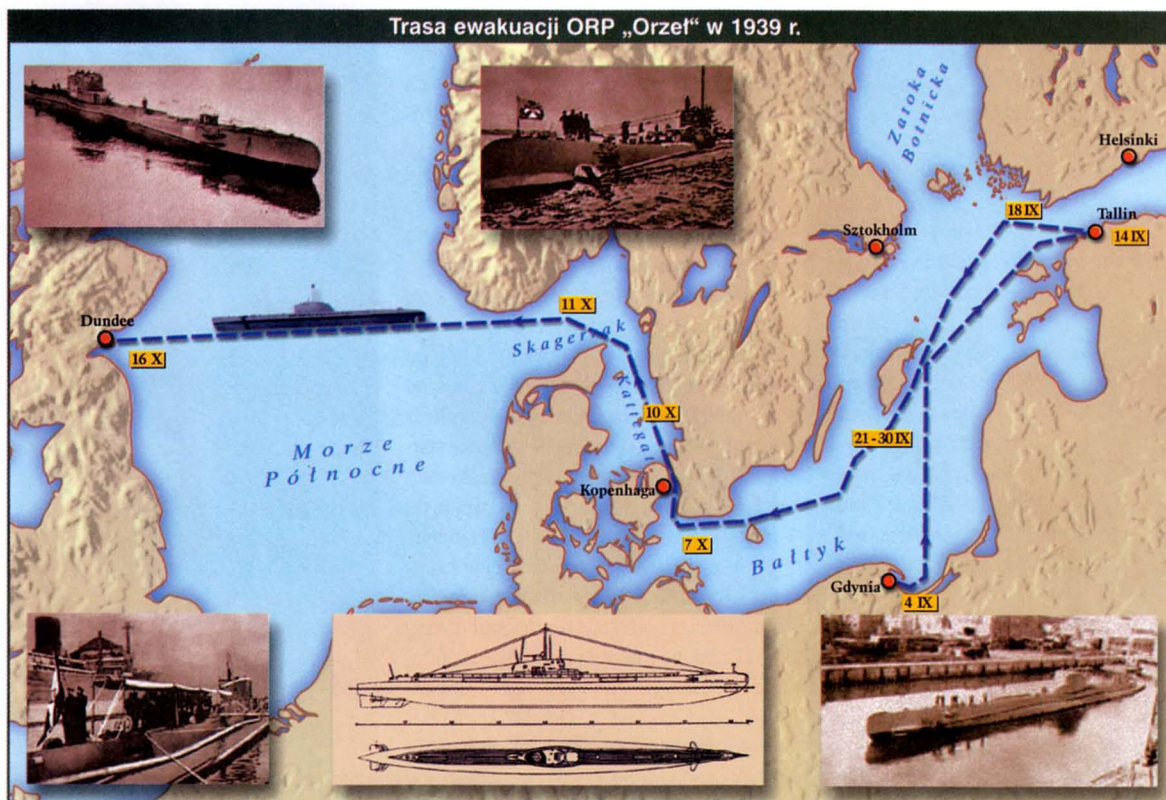 Trasa ewakuacji ORP „Orzeł” w 1939 r.
Zatoka
Botnicka
Helsinki
18 IX
Tallin
14 IX
Sztokholm
11 X
Dundee
Skagerrak
16 X
Kattegat
10 X
21 - 30 IX
Morze
Północne
Kopenhaga
7 X
Bałtyk
Gdynia
4 IX